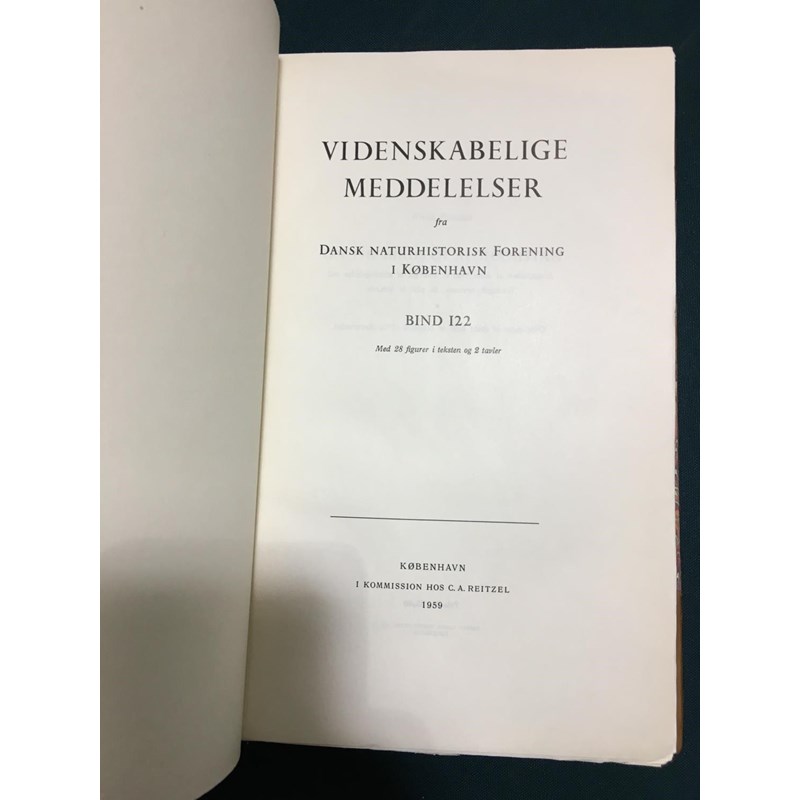 VIDENSKABELIGE
MEDDELELSER
fra
DANSK NATURHISTORISK FORENING
I KØBENHAVN
BIND 122
Med 28 figurer i teksten og 2 tavler
KØBENHAVN
I KOMMISSION HOS C. A. REITZEL
1959